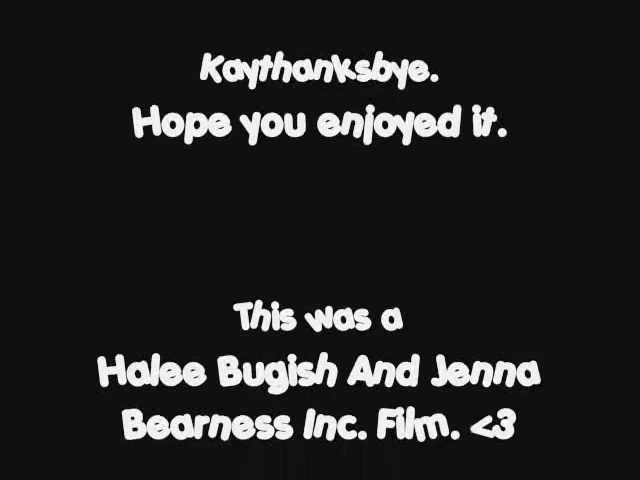 Kaythanksbye.
Hope you enjoyed it.
This was a
Halee Bugish And Jenna
Bearness Inc. Film. <3